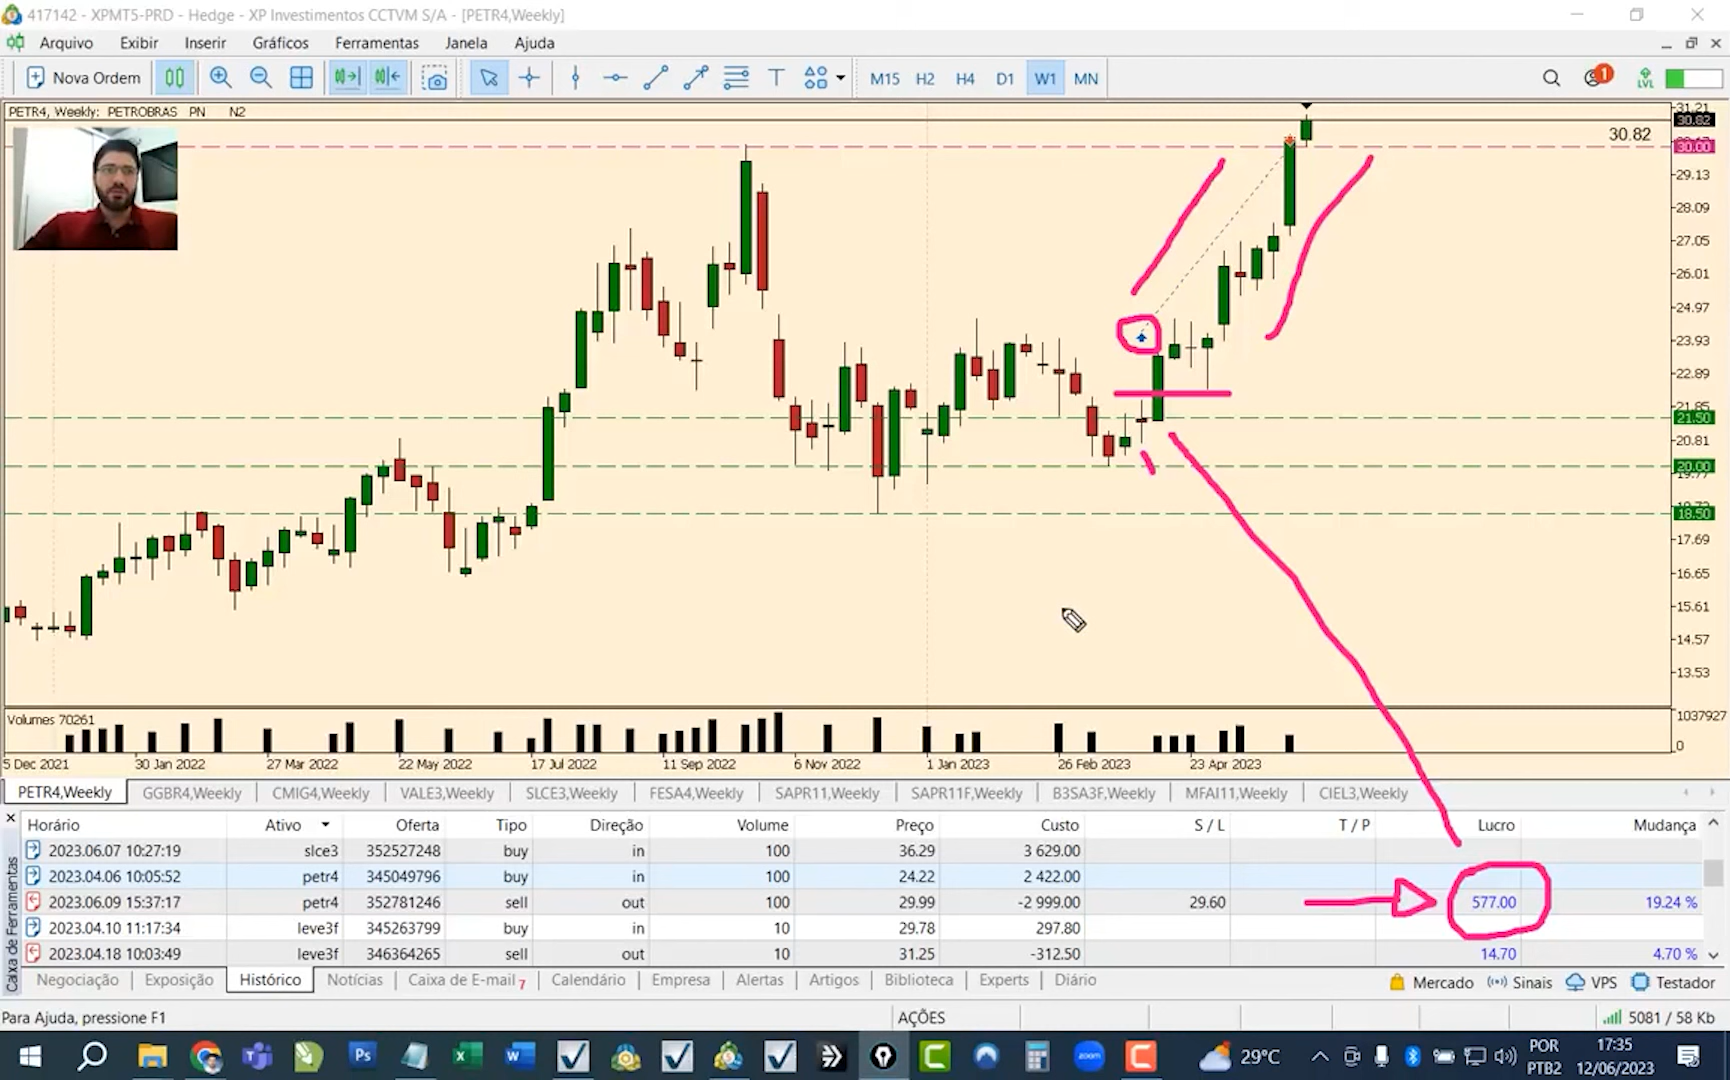 417142 - XPMT5-PRD - Hedge - XP Investimentos CCTVM S/A - [PETR4,Weekly]
Arquivo Exibir Inserir Gráficos Ferramentas Janela Ajuda
Nova Ordem T M15 H2 H4 D1 W1 MN 1 LVL
PETR4, Weekly: PETROBRAS PN N2
31.21
30.82 30.82
30.00
29.13
28.09
27.05
26.01
24.97
23.93
22.89
21.85
21.50
20.81
20.00
19.77
18.50
17.69
16.65
15.61
14.57
13.53
Volumes 70261 1037927
0
5 Dec 2021 30 Jan 2022 27 Mar 2022 22 May 2022 17 Jul 2022 11 Sep 2022 6 Nov 2022 1 Jan 2023 26 Feb 2023 23 Apr 2023
PETR4,Weekly GGBR4,Weekly CMIG4,Weekly VALE3,Weekly SLCE3,Weekly FESA4,Weekly SAPR11,Weekly SAPR11F,Weekly B3SA3F,Weekly MFAI11,Weekly CIEL3,Weekly
Horário Ativo Oferta Tipo Direção Volume Preço Custo S / L T / P Lucro Mudança
2023.06.07 10:27:19 slce3 352527248 buy in 100 36.29 3 629.00
2023.04.06 10:05:52 petr4 345049796 buy in 100 24.22 2 422.00
2023.06.09 15:37:17 petr4 352781246 sell out 100 29.99 -2 999.00 29.60 577.00 19.24 %
2023.04.10 11:17:34 leve3f 345263799 buy in 10 29.78 297.80
2023.04.18 10:03:49 leve3f 346364265 sell out 10 31.25 -312.50 14.70 4.70 %
Caixa de Ferramentas
Negociação Exposição Histórico Notícias Caixa de E-mail 7 Calendário Empresa Alertas Artigos Biblioteca Experts Diário Mercado Sinais VPS Testador
Para Ajuda, pressione F1 AÇÕES 5081 / 58 Kb
Ps zoom 29°C POR 17:35
PTB2 12/06/2023